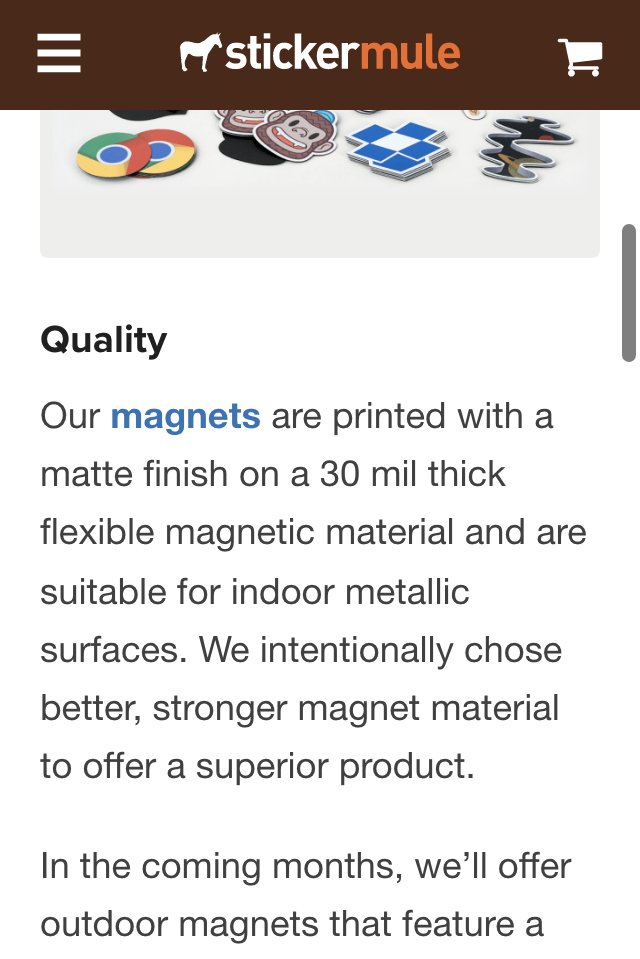 stickermule
Quality
Our magnets are printed with a
matte finish on a 30 mil thick
flexible magnetic material and are
suitable for indoor metallic
surfaces. We intentionally chose
better, stronger magnet material
to offer a superior product.
In the coming months, we’ll offer
outdoor magnets that feature a